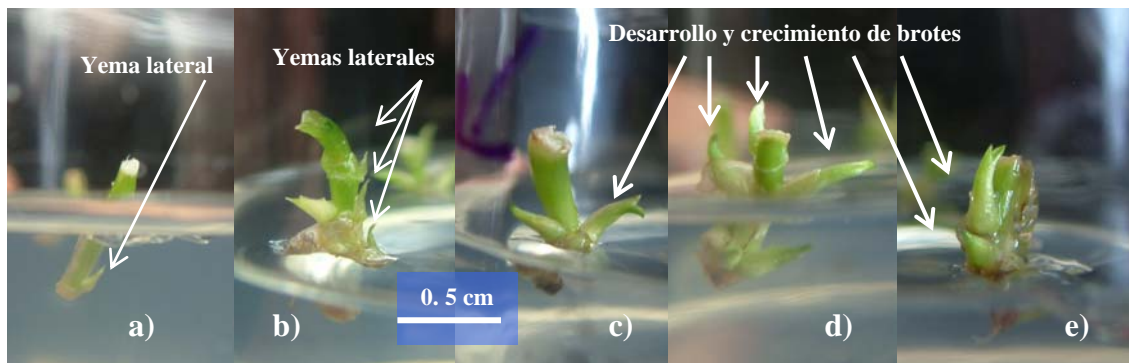 Yema lateral
Yemas laterales
Desarrollo y crecimiento de brotes
0. 5 cm
a)
b)
c)
d)
e)